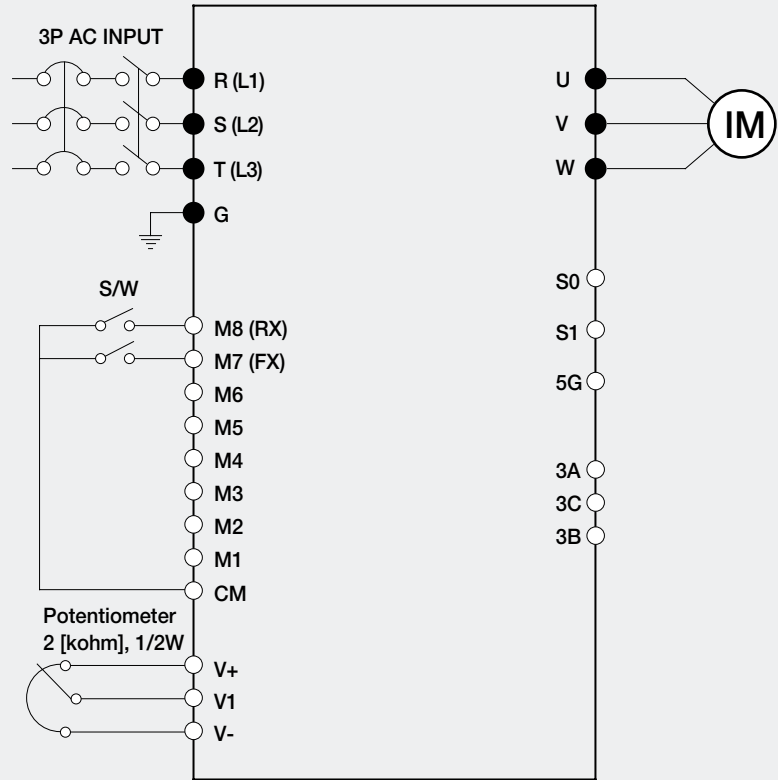 3P AC INPUT
R (L1)
S (L2)
T (L3)
G
S/W
M8 (RX)
M7 (FX)
M6
M5
M4
M3
M2
M1
CM
Potentiometer
2 [kohm], 1/2W
V+
V1
V-
U
V
W
IM
S0
S1
5G
3A
3C
3B